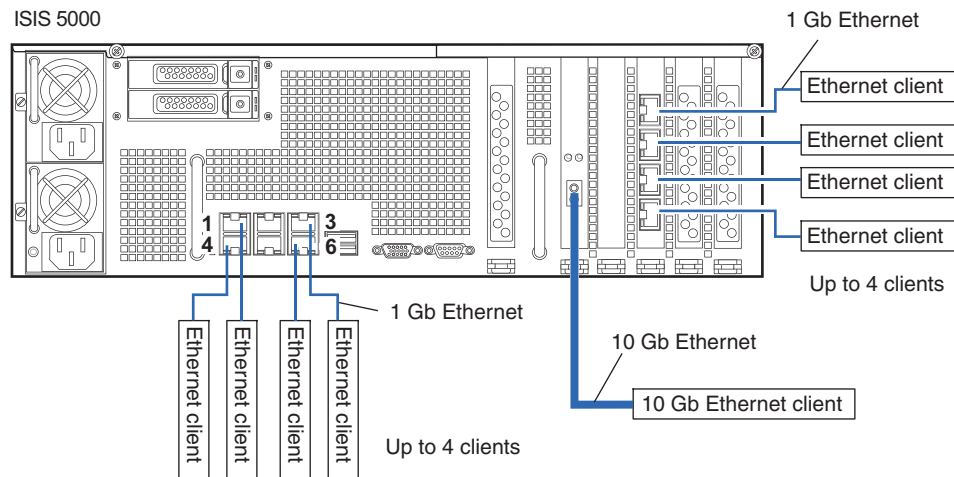 ISIS 5000
1 Gb Ethernet
Ethernet client
Ethernet client
Ethernet client
Ethernet client
Up to 4 clients
1
3
4
6
1 Gb Ethernet
10 Gb Ethernet
10 Gb Ethernet client
Ethernet client
Ethernet client
Ethernet client
Ethernet client
Up to 4 clients